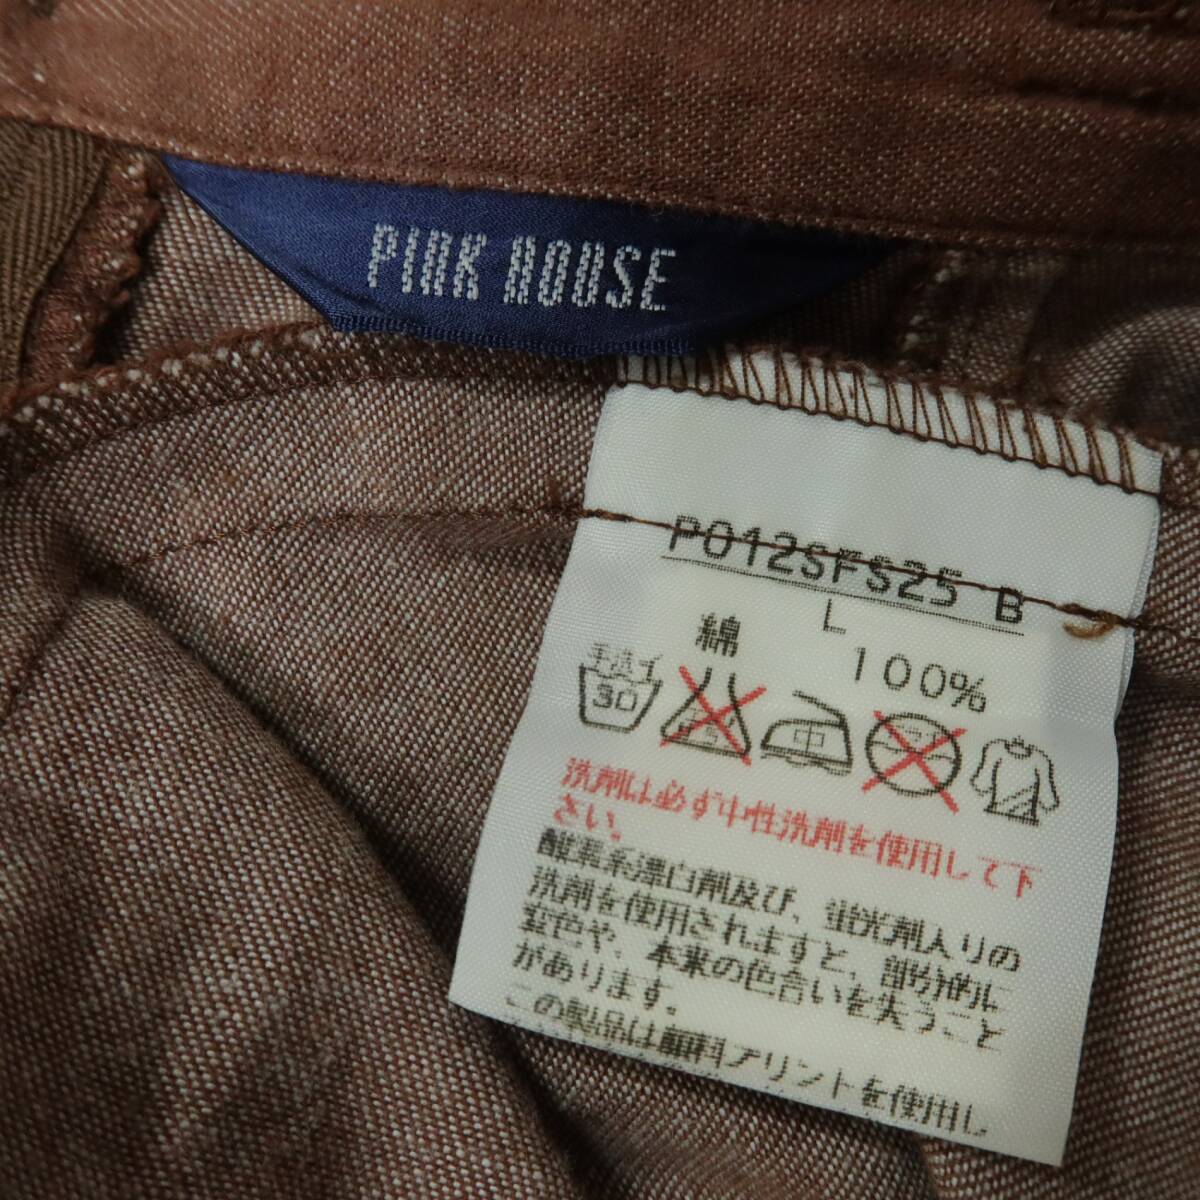 PINK HOUSE
P012SFS25 B
L
綿 100%
手洗イ
30
中
洗剤は必ず中性洗剤を使用して下
さい。
酸素系漂白剤及び、蛍光剤入りの
洗剤を使用されますと、部分的に
変色や、本来の色合いを失うこと
があります。
この製品は顔料プリントを使用し